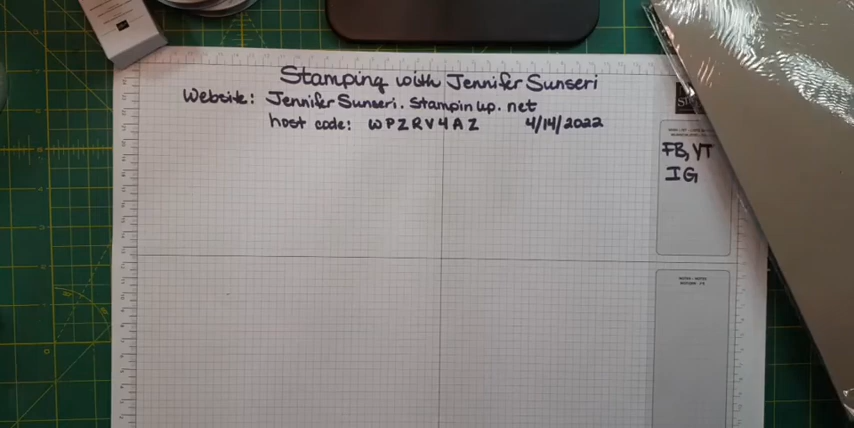 Stamping with Jennifer Sunseri
Website: JenniferSunseri.stampinup.net
host code: WPZRV4AZ 4/14/2022
FB, YT
IG